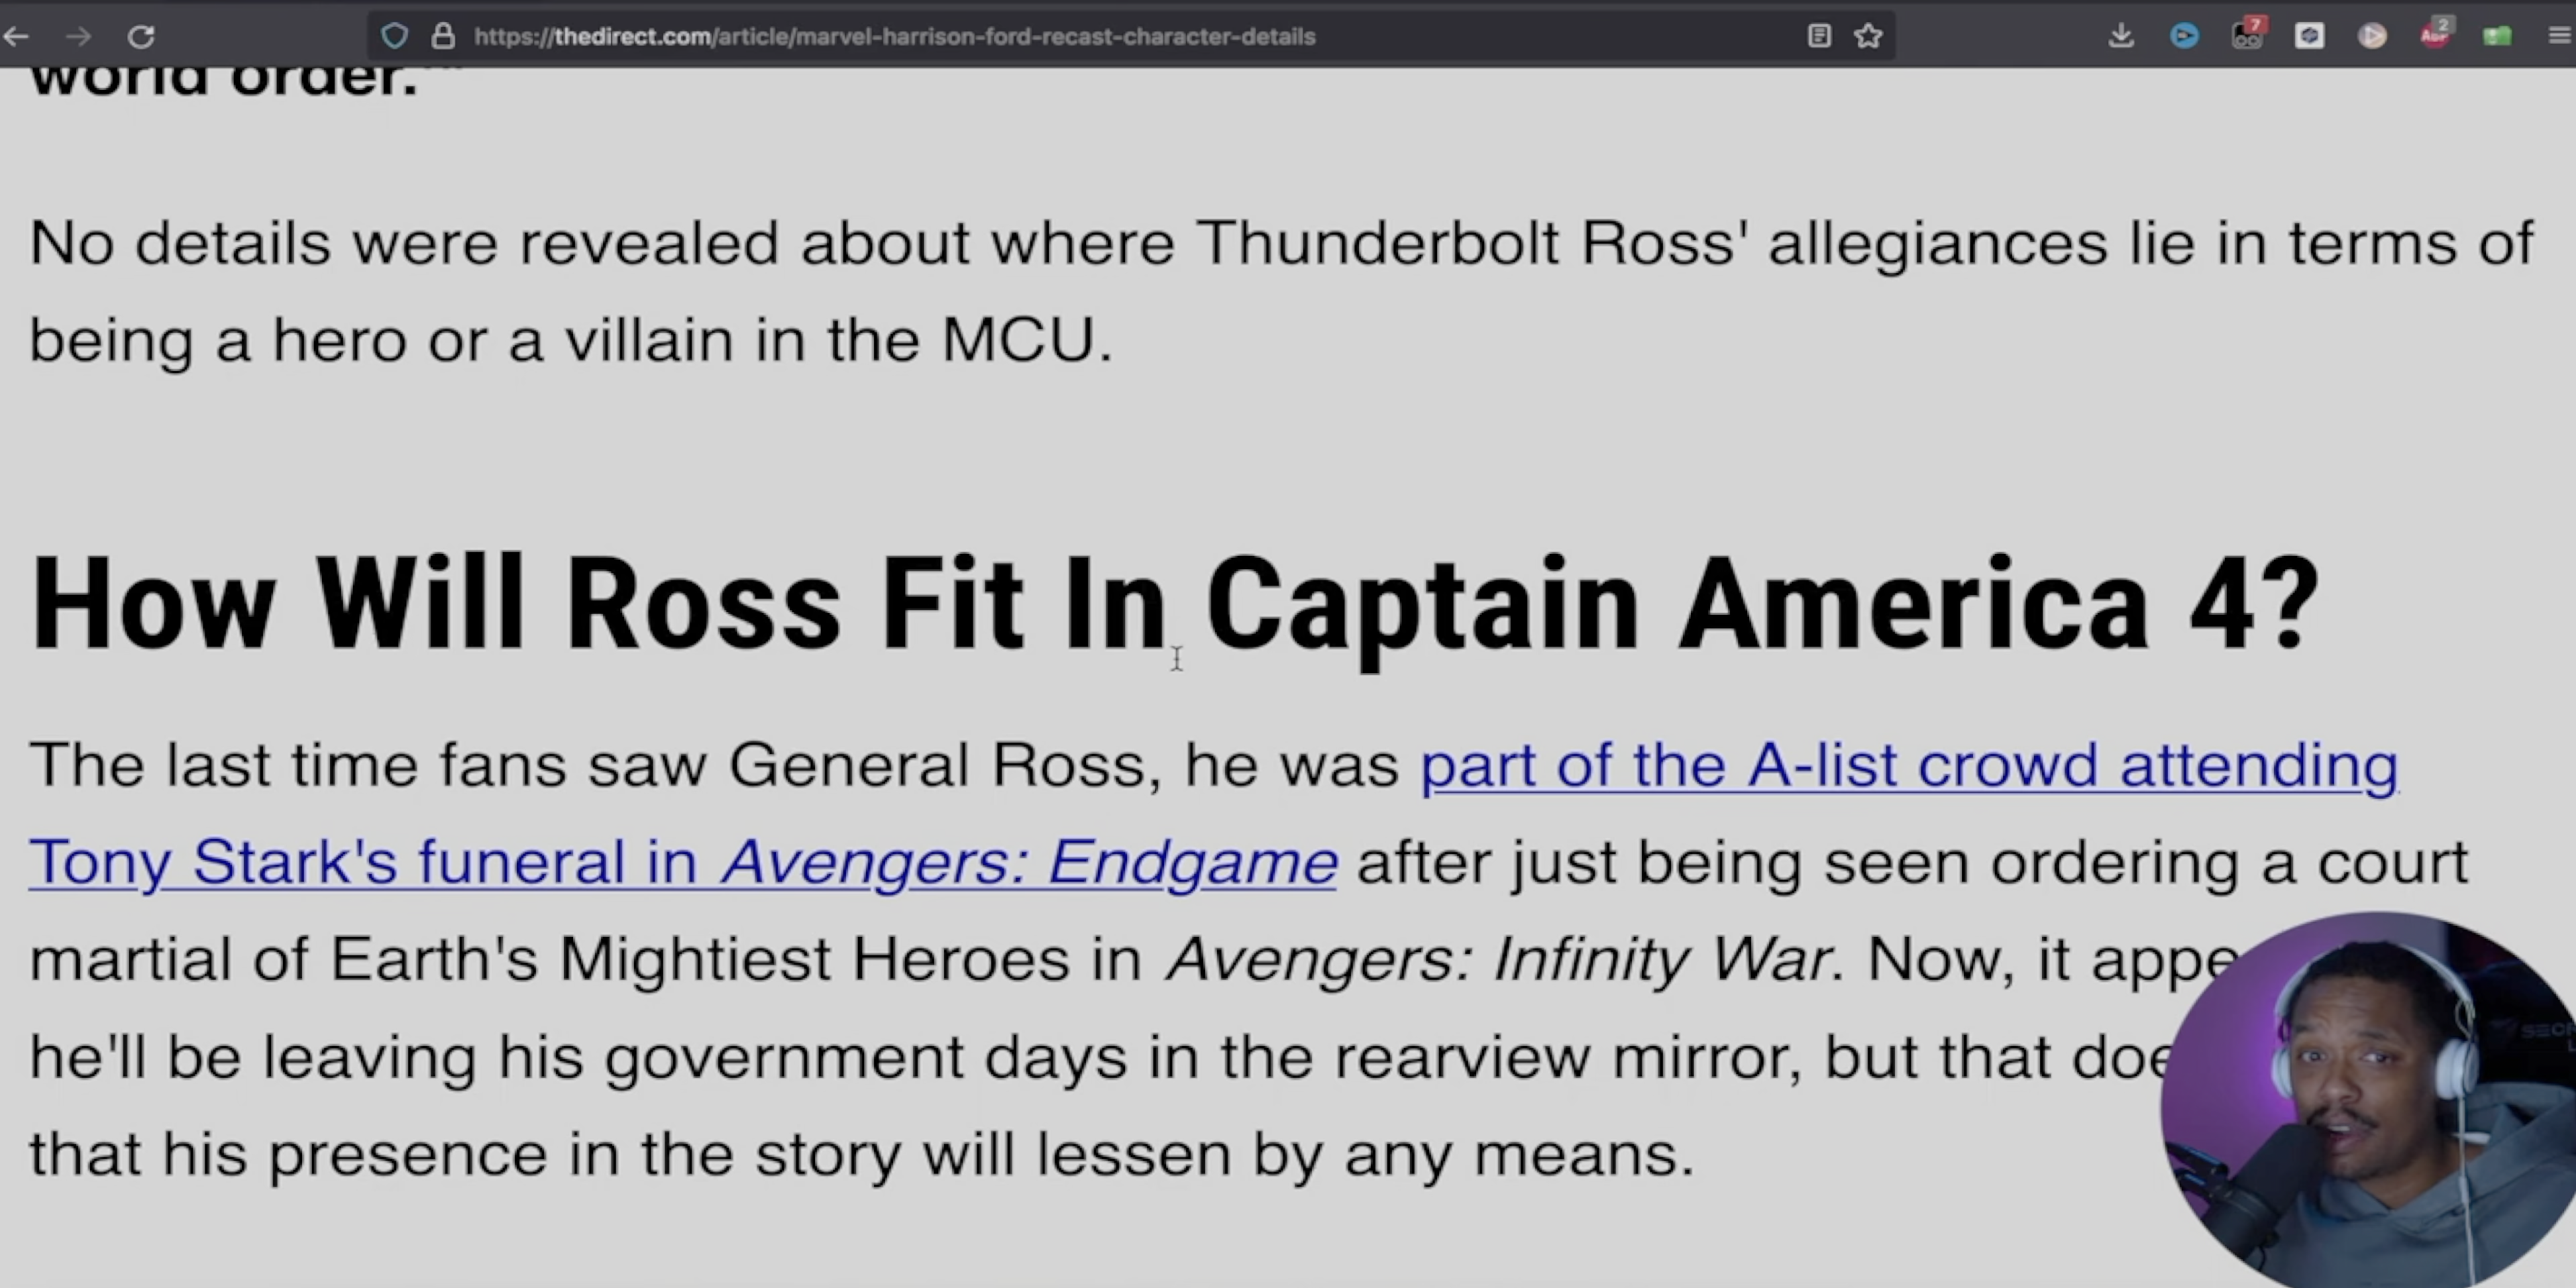 https://thedirect.com/article/marvel-harrison-ford-recast-character-details
7
2
world order.
No details were revealed about where Thunderbolt Ross' allegiances lie in terms of
being a hero or a villain in the MCU.
How Will Ross Fit In Captain America 4?
The last time fans saw General Ross, he was part of the A-list crowd attending
Tony Stark's funeral in Avengers: Endgame after just being seen ordering a court
martial of Earth's Mightiest Heroes in Avengers: Infinity War. Now, it appe
he'll be leaving his government days in the rearview mirror, but that doe
that his presence in the story will lessen by any means.